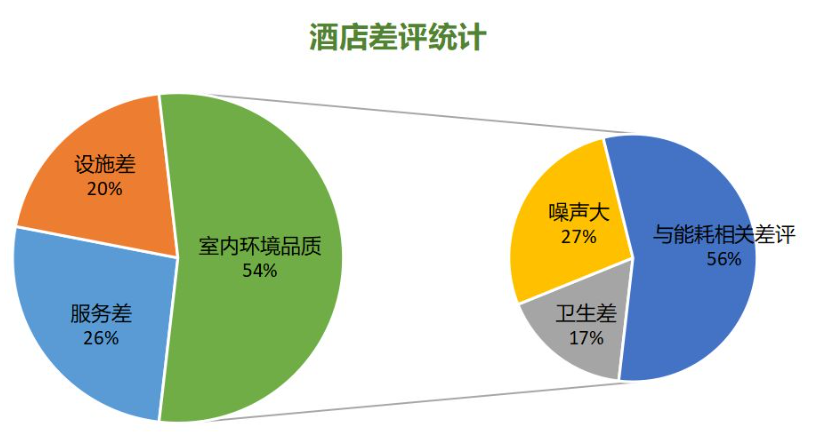 酒店差评统计
设施差
20%
室内环境品质
54%
服务差
26%
噪声大
27%
与能耗相关差评
56%
卫生差
17%